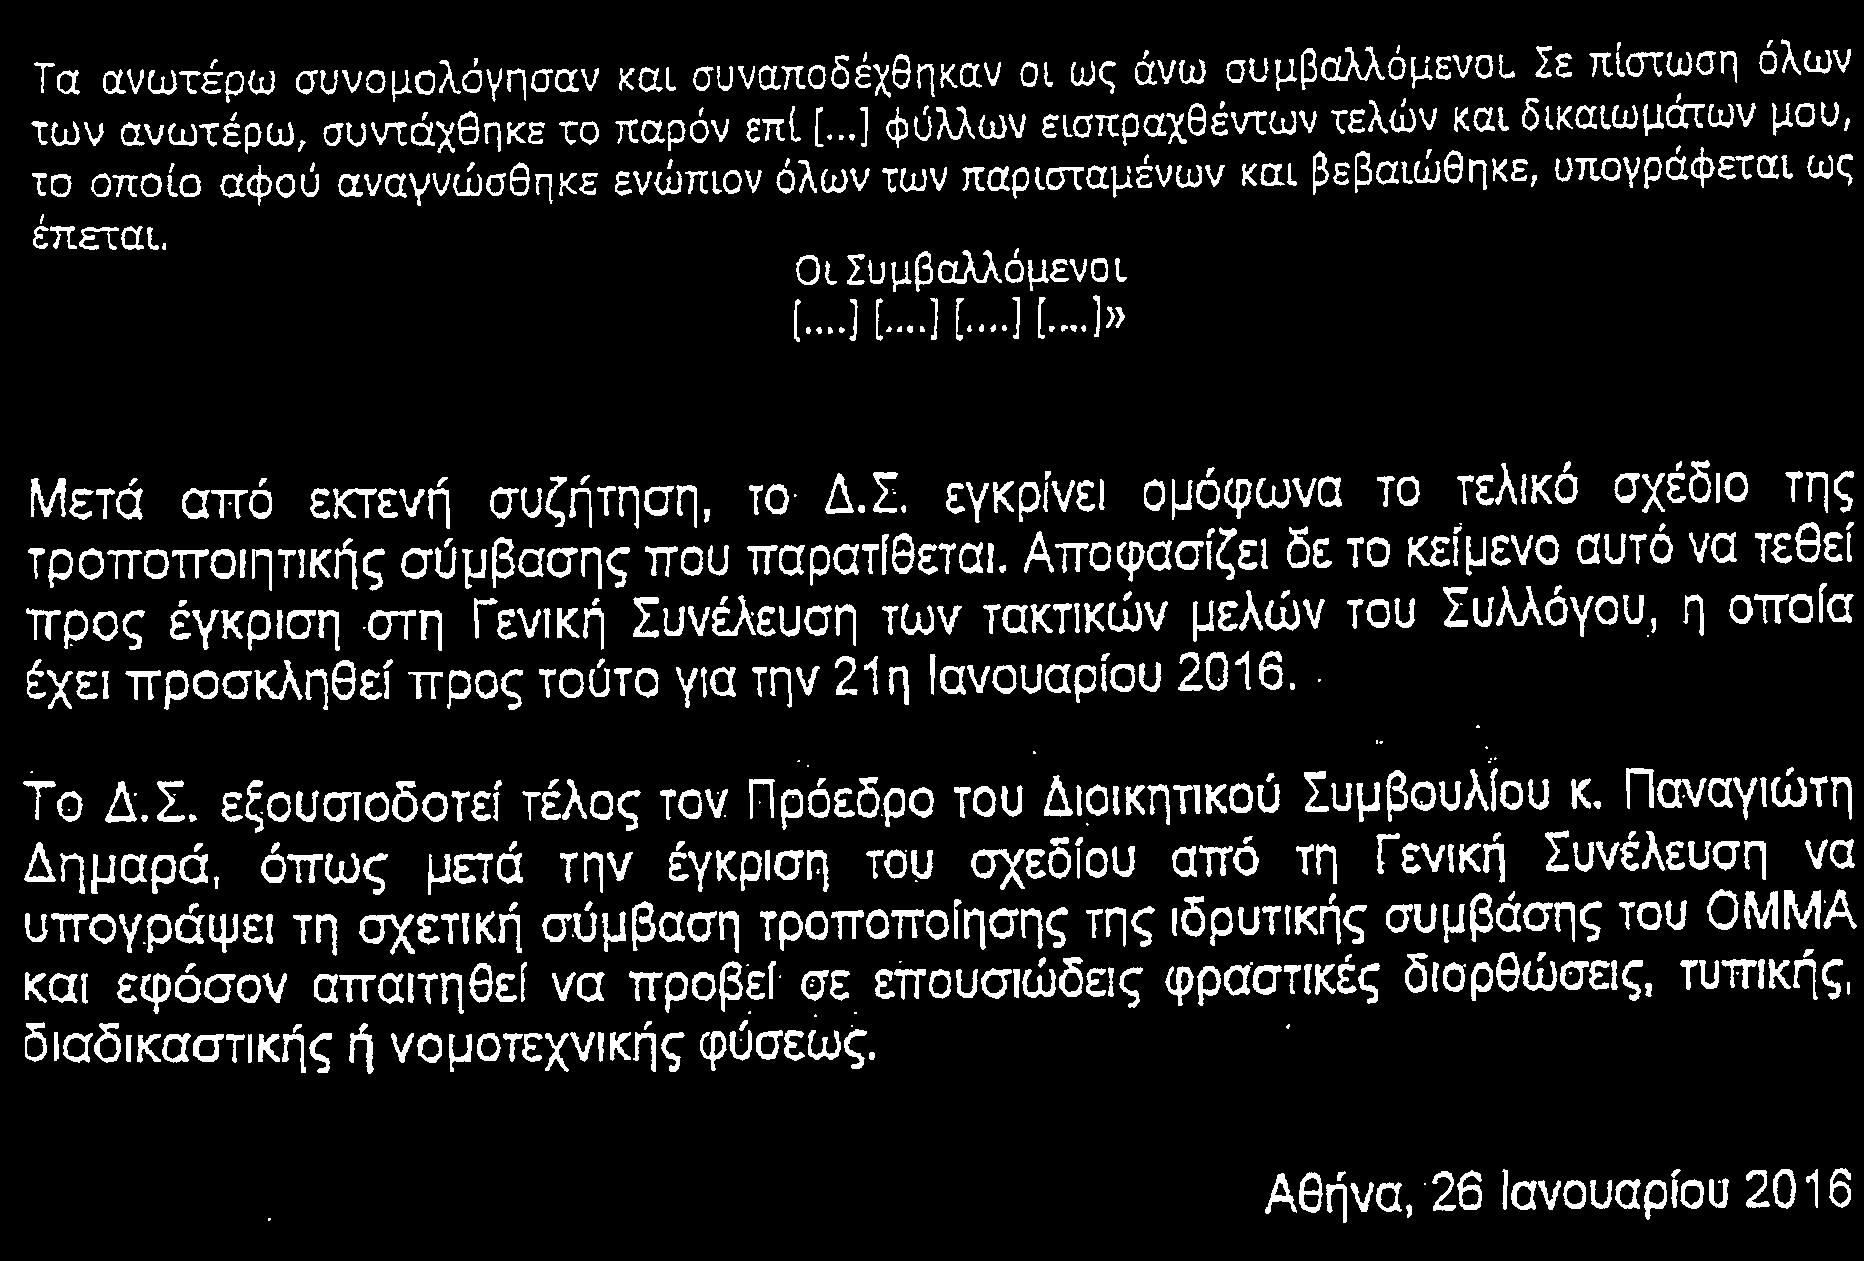 Τα ανωτέρω συνομολόγησαν και συναποδέχθηκαν οι ως άνω συμβαλλόμενοι. Σε πίστωση όλων
των ανωτέρω, συντάχθηκε το παρόν επί [...] φύλλων εισπραχθέντων τελών και δικαιωμάτων μου,
το οποίο αφού αναγνώσθηκε ενώπιον όλων των παρισταμένων και βεβαιώθηκε, υπογράφεται ως
έπεται.
Οι Συμβαλλόμενοι
[....] [....] [....] [....]»
Μετά από εκτενή συζήτηση, το Δ.Σ. εγκρίνει ομόφωνα το τελικό σχέδιο της
τροποποιητικής σύμβασης που παρατίθεται. Αποφασίζει δε το κείμενο αυτό να τεθεί
προς έγκριση στη Γενική Συνέλευση των τακτικών μελών του Συλλόγου, η οποία
έχει προσκληθεί προς τούτο για την 21η Ιανουαρίου 2016.
Το Δ.Σ. εξουσιοδοτεί τέλος τον Πρόεδρο του Διοικητικού Συμβουλίου κ. Παναγιώτη
Δημαρά, όπως μετά την έγκριση του σχεδίου από τη Γενική Συνέλευση να
υπογράψει τη σχετική σύμβαση τροποποίησης της ιδρυτικής συμβάσης του ΟΜΜΑ
και εφόσον απαιτηθεί να προβεί σε επουσιώδεις φραστικές διορθώσεις, τυπικής,
διαδικαστικής ή νομοτεχνικής φύσεως.
Αθήνα, 26 Ιανουαρίου 2016